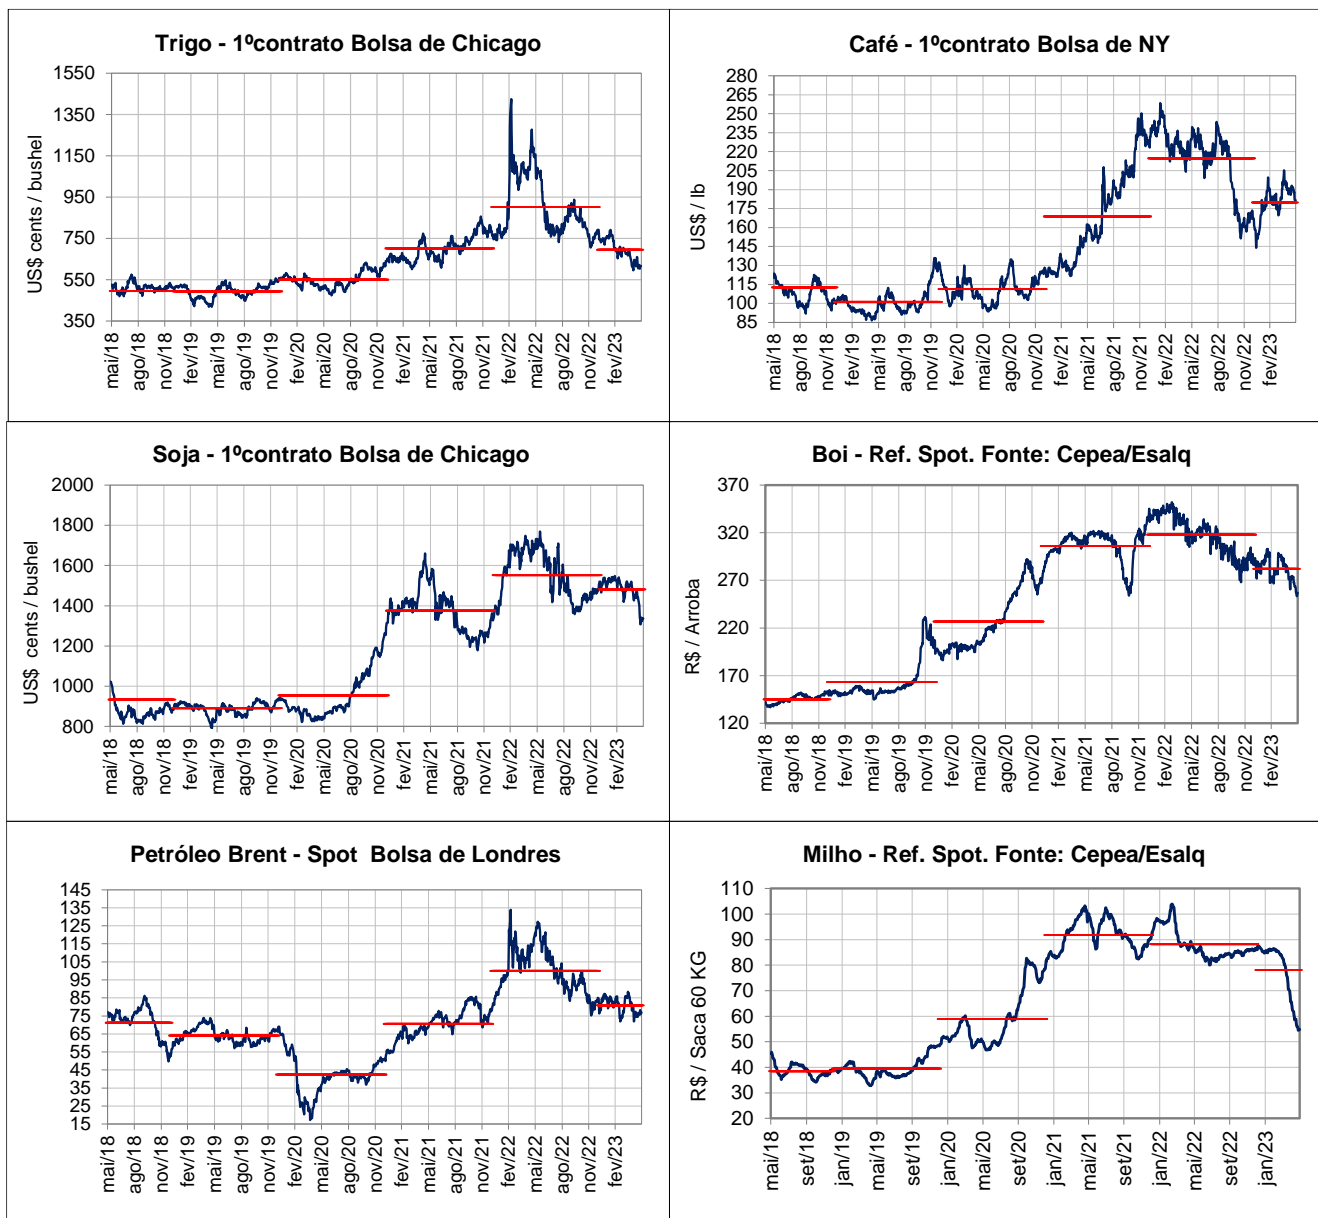 Trigo - 1ºcontrato Bolsa de Chicago
US$ cents / bushel
1550
1350
1150
950
750
550
350
mai/18
ago/18
nov/18
fev/19
mai/19
ago/19
nov/19
fev/20
mai/20
ago/20
nov/20
fev/21
mai/21
ago/21
nov/21
fev/22
mai/22
ago/22
nov/22
fev/23
Café - 1ºcontrato Bolsa de NY
US$ / lb
280
265
250
235
220
205
190
175
160
145
130
115
100
85
mai/18
ago/18
nov/18
fev/19
mai/19
ago/19
nov/19
fev/20
mai/20
ago/20
nov/20
fev/21
mai/21
ago/21
nov/21
fev/22
mai/22
ago/22
nov/22
fev/23
Soja - 1ºcontrato Bolsa de Chicago
US$ cents / bushel
2000
1800
1600
1400
1200
1000
800
mai/18
ago/18
nov/18
fev/19
mai/19
ago/19
nov/19
fev/20
mai/20
ago/20
nov/20
fev/21
mai/21
ago/21
nov/21
fev/22
mai/22
ago/22
nov/22
fev/23
Boi - Ref. Spot. Fonte: Cepea/Esalq
R$ / Arroba
370
320
270
220
170
120
mai/18
ago/18
nov/18
fev/19
mai/19
ago/19
nov/19
fev/20
mai/20
ago/20
nov/20
fev/21
mai/21
ago/21
nov/21
fev/22
mai/22
ago/22
nov/22
fev/23
Petróleo Brent - Spot Bolsa de Londres
145
135
125
115
105
95
85
75
65
55
45
35
25
15
mai/18
ago/18
nov/18
fev/19
mai/19
ago/19
nov/19
fev/20
mai/20
ago/20
nov/20
fev/21
mai/21
ago/21
nov/21
fev/22
mai/22
ago/22
nov/22
fev/23
Milho - Ref. Spot. Fonte: Cepea/Esalq
R$ / Saca 60 KG
110
100
90
80
70
60
50
40
30
20
mai/18
set/18
jan/19
mai/19
set/19
jan/20
mai/20
set/20
jan/21
mai/21
set/21
jan/22
mai/22
set/22
jan/23